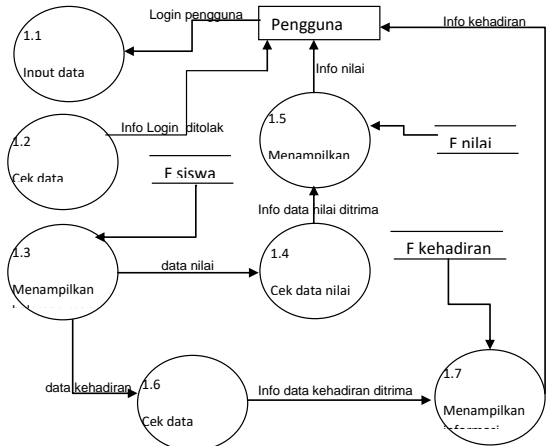 Login pengguna
Pengguna
Info kehadiran
1.1
Input data
Info nilai
1.2
Cek data
Info Login ditolak
1.5
Menampilkan
F nilai
F siswa
Info data nilai ditrima
1.3
Menampilkan
data nilai
1.4
Cek data nilai
F kehadiran
data kehadiran
1.6
Cek data
Info data kehadiran ditrima
1.7
Menampilkan
informasi